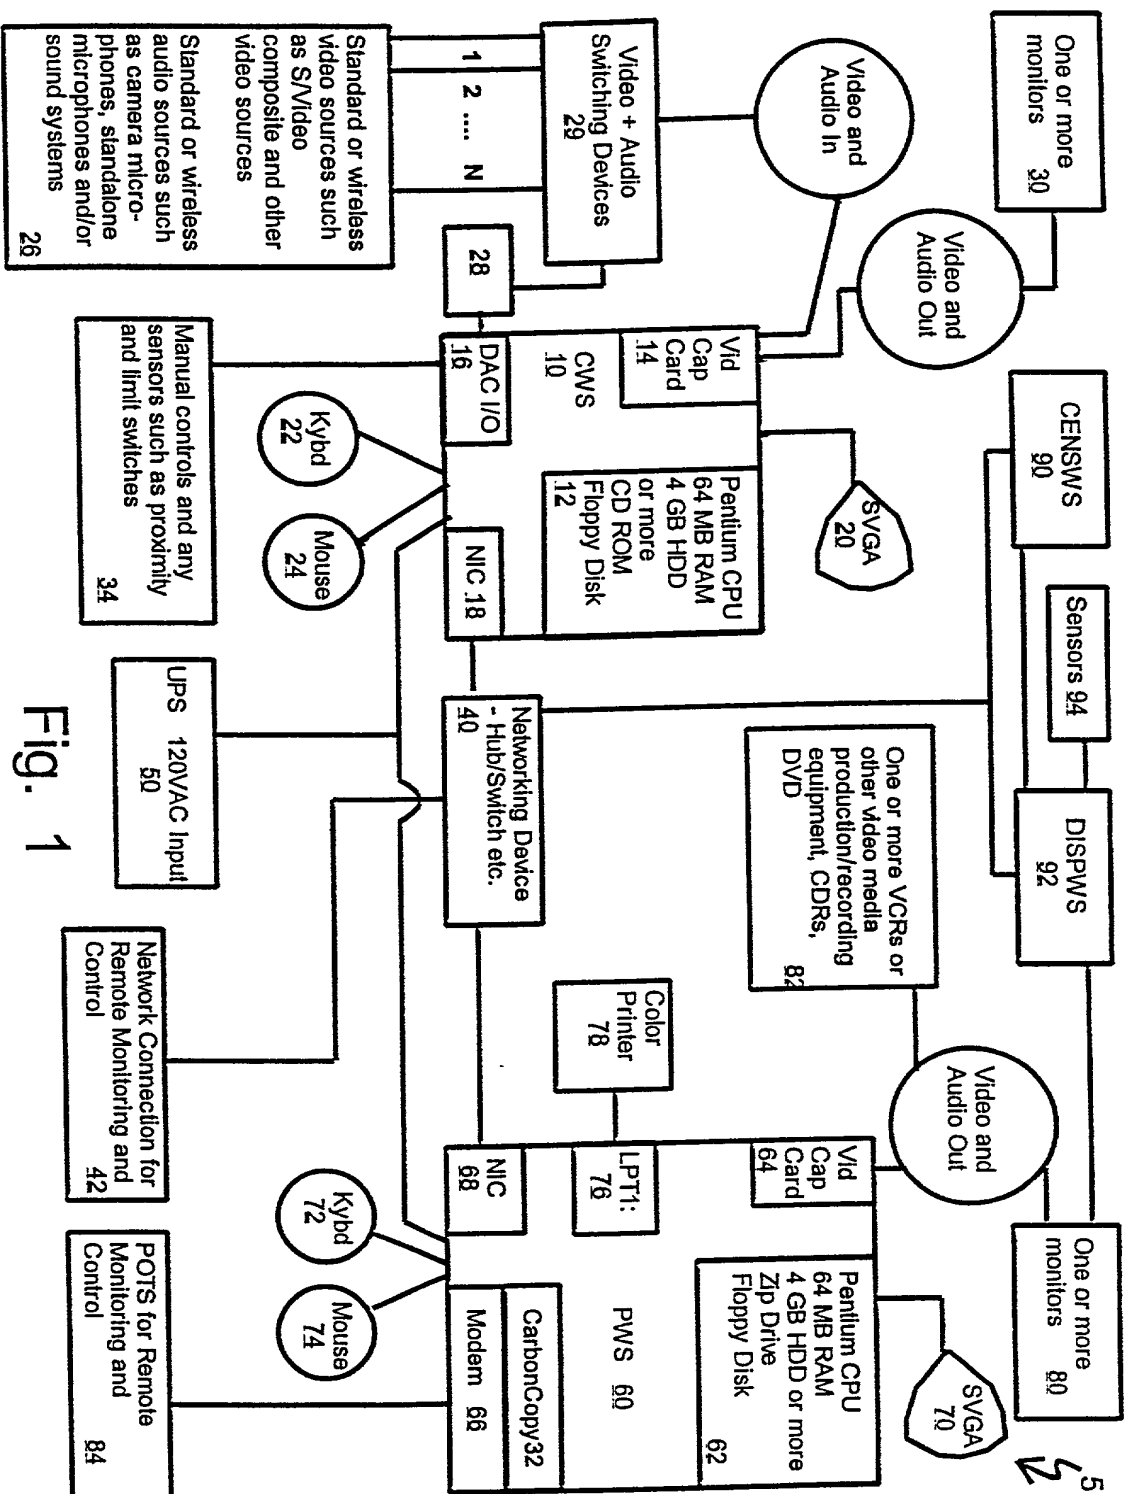 One or more
monitors
30
Video and
Audio In
Video and
Audio Out
Video + Audio
Switching Devices
29
1 2 .... N
Standard or wireless
video sources such
as S/Video
composite and other
video sources
Standard or wireless
audio sources such
as camera micro-
phones, standalone
microphones and/or
sound systems
26
28
Vid
Cap
Card
14
CWS
10
DAC I/O
16
Pentium CPU
64 MB RAM
4 GB HDD
or more
CD ROM
Floppy Disk
12
NIC 18
SVGA
20
Kybd
22
Mouse
24
Manual controls and any
sensors such as proximity
and limit switches
34
CENSWS
90
Sensors 94
DISPWS
92
Networking Device
- Hub/Switch etc.
40
UPS 120VAC Input
50
One or more VCRs or
other video media
production/recording
equipment, CDRs,
DVD
82
Color
Printer
78
Network Connection for
Remote Monitoring and
Control
42
Video and
Audio Out
One or more
monitors
80
Vid
Cap
Card
64
LPT1:
76
NIC
68
PWS 60
Pentium CPU
64 MB RAM
4 GB HDD or more
Zip Drive
Floppy Disk
62
CarbonCopy32
Modem 66
SVGA
70
Kybd
72
Mouse
74
POTS for Remote
Monitoring and
Control
84
5
Fig. 1